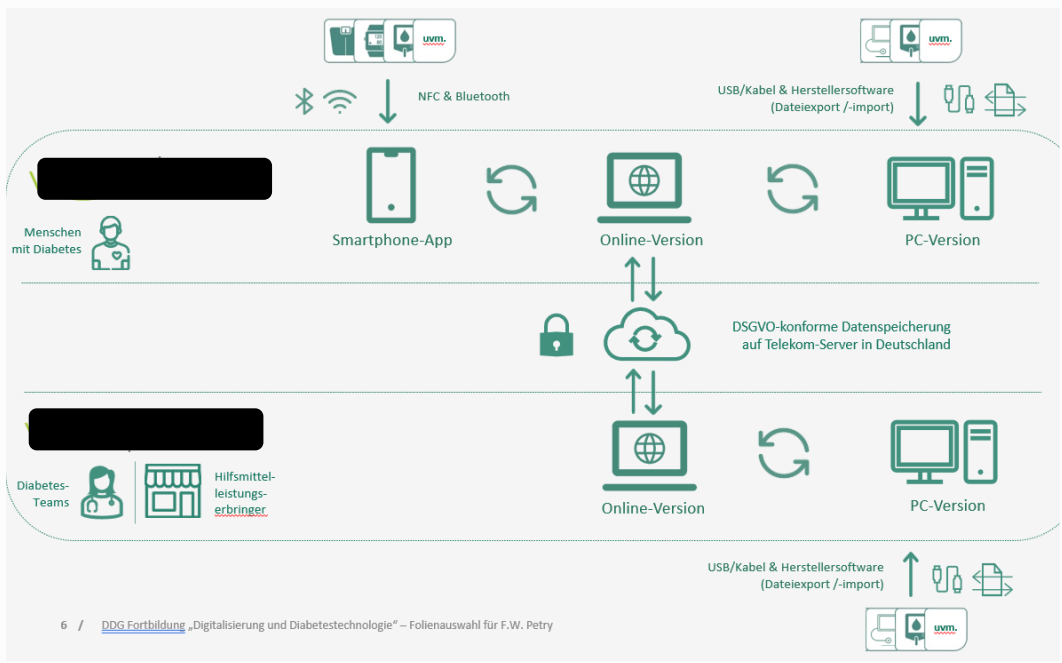 uvm.
uvm.
NFC & Bluetooth
USB/Kabel & Herstellersoftware
(Dateiexport /-import)
Menschen
mit Diabetes
Smartphone-App
Online-Version
PC-Version
DSGVO-konforme Datenspeicherung
auf Telekom-Server in Deutschland
Diabetes-
Teams
Hilfsmittel-
leistungs-
erbringer
Online-Version
PC-Version
USB/Kabel & Herstellersoftware
(Dateiexport /-import)
uvm.
6 / DDG Fortbildung „Digitalisierung und Diabetestechnologie“ – Folienauswahl für F.W. Petry